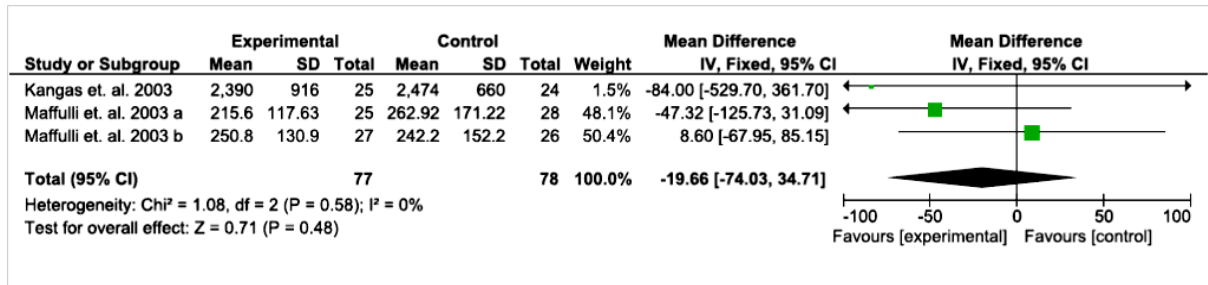 Experimental Control Mean Difference Mean Difference
Study or Subgroup Mean SD Total Mean SD Total Weight IV, Fixed, 95% CI IV, Fixed, 95% CI
Kangas et. al. 2003 2,390 916 25 2,474 660 24 1.5% -84.00 [-529.70, 361.70]
Maffulli et. al. 2003 a 215.6 117.63 25 262.92 171.22 28 48.1% -47.32 [-125.73, 31.09]
Maffulli et. al. 2003 b 250.8 130.9 27 242.2 152.2 26 50.4% 8.60 [-67.95, 85.15]
Total (95% CI) 77 78 100.0% -19.66 [-74.03, 34.71]
Heterogeneity: Chi² = 1.08, df = 2 (P = 0.58); I² = 0%
Test for overall effect: Z = 0.71 (P = 0.48)
-100 -50 0 50 100
Favours [experimental] Favours [control]